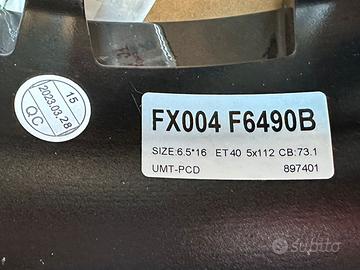 15
2023.03.28
QC
FX004 F6490B
SIZE:6.5*16 ET40 5x112 CB:73.1
UMT-PCD 897401
subito